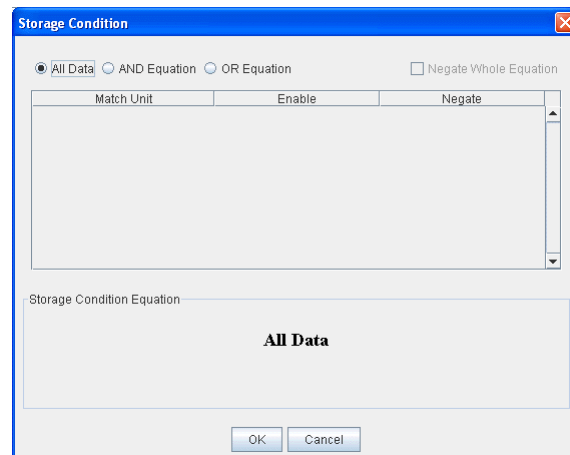 Storage Condition
All Data AND Equation OR Equation Negate Whole Equation
Match Unit Enable Negate
Storage Condition Equation
All Data
OK Cancel